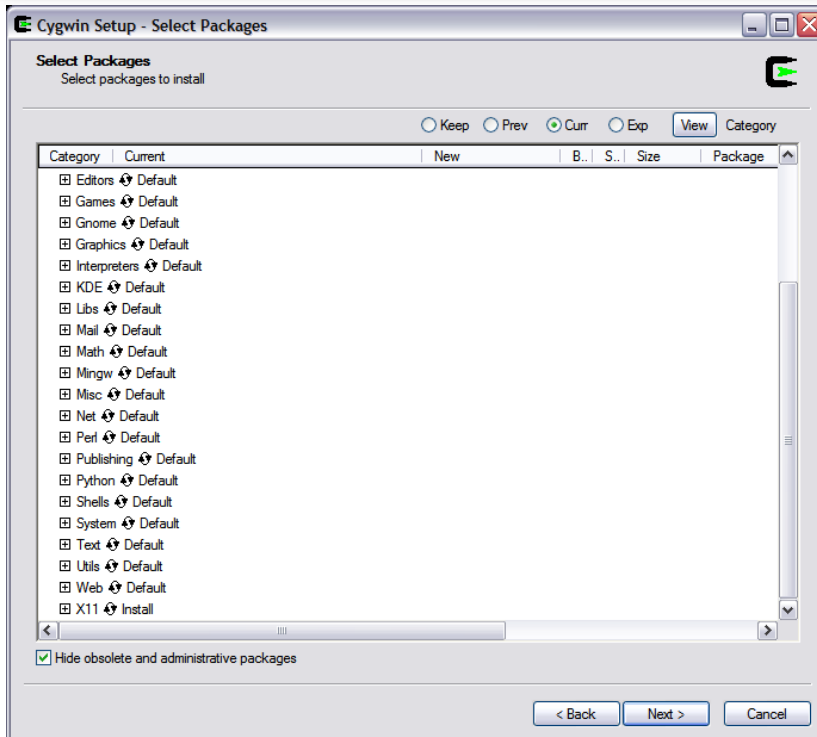 Cygwin Setup - Select Packages
Select Packages
Select packages to install
Keep Prev Curr Exp View Category
Category Current New B.. S.. Size Package
Editors Default
Games Default
Gnome Default
Graphics Default
Interpreters Default
KDE Default
Libs Default
Mail Default
Math Default
Mingw Default
Misc Default
Net Default
Perl Default
Publishing Default
Python Default
Shells Default
System Default
Text Default
Utils Default
Web Default
X11 Install
Hide obsolete and administrative packages
< Back Next > Cancel